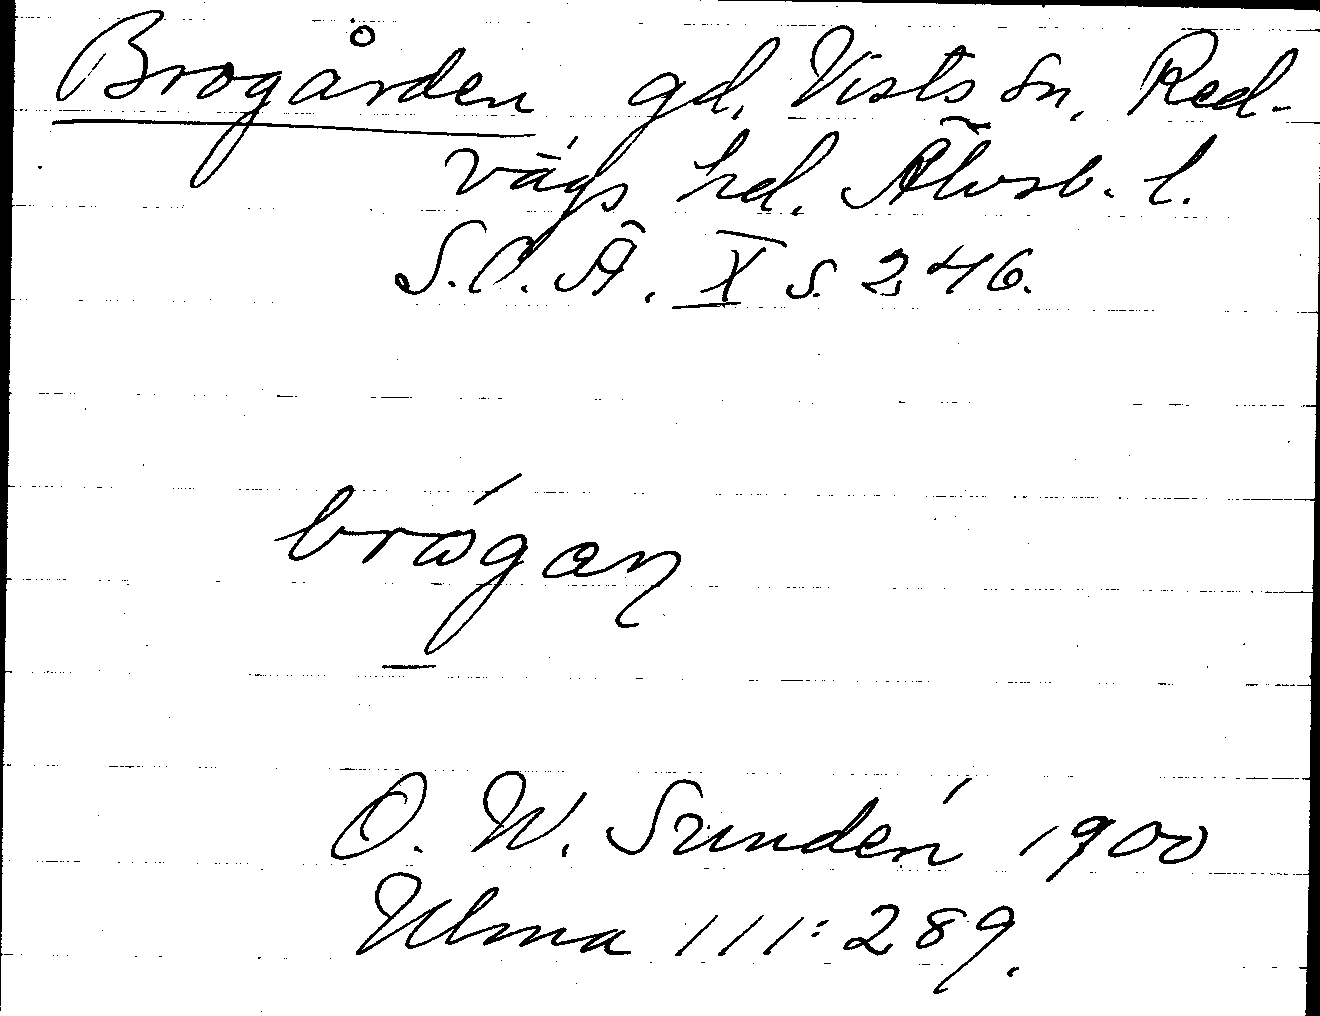 Brogården gd, Vists sn, Red-
vägs hd. Älvsb. l.
S.O.Ä. X s. 246.
brógan
O. W. Sundén 1900
Ulma 111:289.